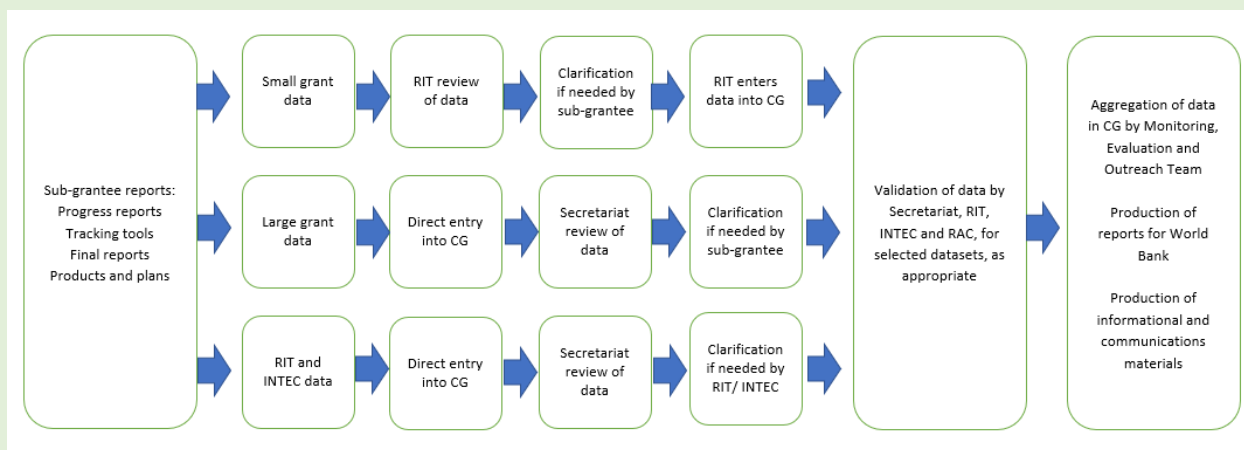 Sub-grantee reports:
Progress reports
Tracking tools
Final reports
Products and plans
Small grant
data
RIT review
of data
Clarification
if needed by
sub-grantee
RIT enters
data into CG
Large grant
data
Direct entry
into CG
Secretariat
review of
data
Clarification
if needed by
sub-grantee
RIT and
INTEC data
Direct entry
into CG
Secretariat
review of
data
Clarification
if needed by
RIT/ INTEC
Validation of data by
Secretariat, RIT,
INTEC and RAC, for
selected datasets, as
appropriate
Aggregation of data
in CG by Monitoring,
Evaluation and
Outreach Team
Production of
reports for World
Bank
Production of
informational and
communications
materials